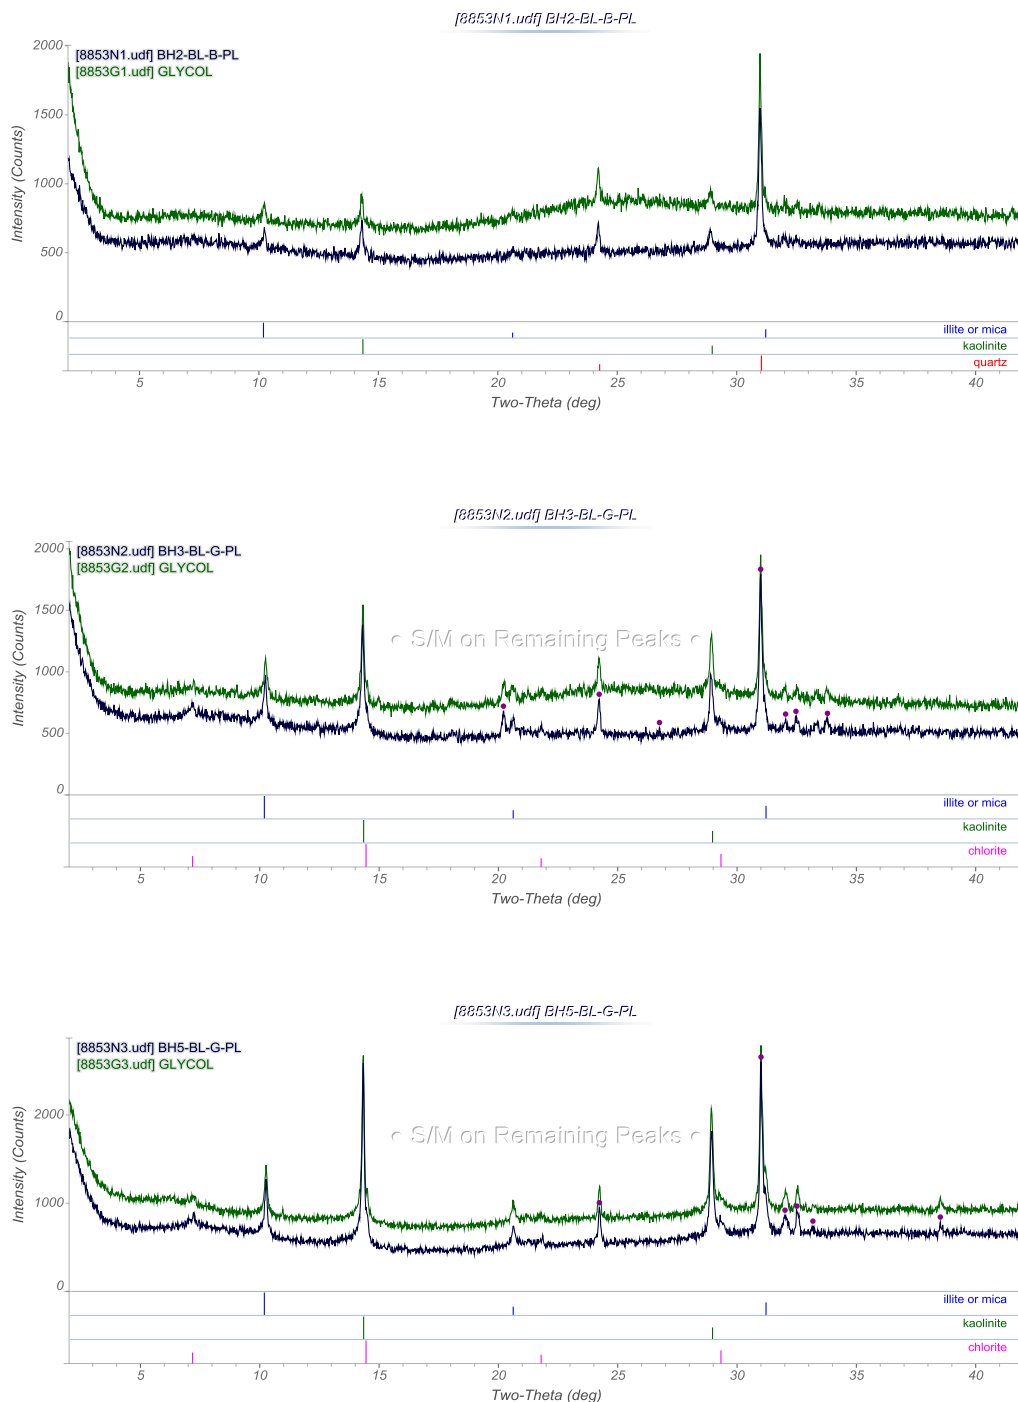 [8853N1.udf] BH2-BL-B-PL
[8853N1.udf] BH2-BL-B-PL
[8853G1.udf] GLYCOL
Intensity (Counts)
2000
1500
1000
500
0
illite or mica
kaolinite
quartz
5 10 15 20 25 30 35 40
Two-Theta (deg)
[8853N2.udf] BH3-BL-G-PL
[8853N2.udf] BH3-BL-G-PL
[8853G2.udf] GLYCOL
• S/M on Remaining Peaks •
Intensity (Counts)
2000
1500
1000
500
0
illite or mica
kaolinite
chlorite
5 10 15 20 25 30 35 40
Two-Theta (deg)
[8853N3.udf] BH5-BL-G-PL
[8853N3.udf] BH5-BL-G-PL
[8853G3.udf] GLYCOL
• S/M on Remaining Peaks •
Intensity (Counts)
2000
1000
0
illite or mica
kaolinite
chlorite
5 10 15 20 25 30 35 40
Two-Theta (deg)